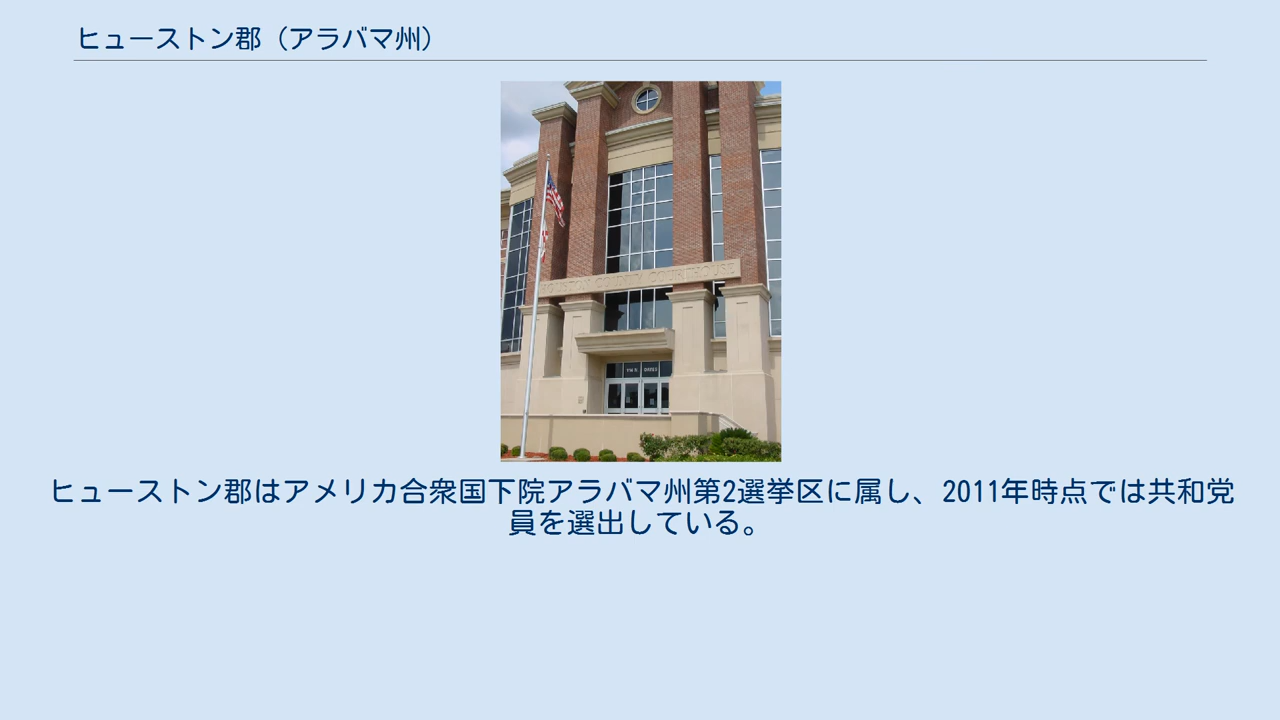 ヒューストン郡（アラバマ州）
HOUSTON COUNTY COURTHOUSE
ヒューストン郡はアメリカ合衆国下院アラバマ州第2選挙区に属し、2011年時点では共和党
員を選出している。